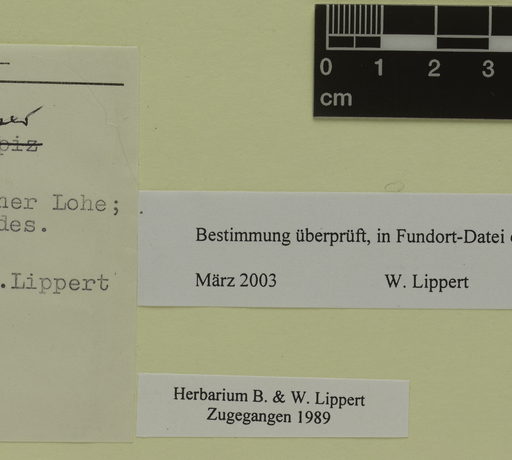 0 1 2 3
cm
piz
ner Lohe;
des.
.Lippert
Bestimmung überprüft, in Fundort-Datei
März 2003 W. Lippert
Herbarium B. & W. Lippert
Zugegangen 1989